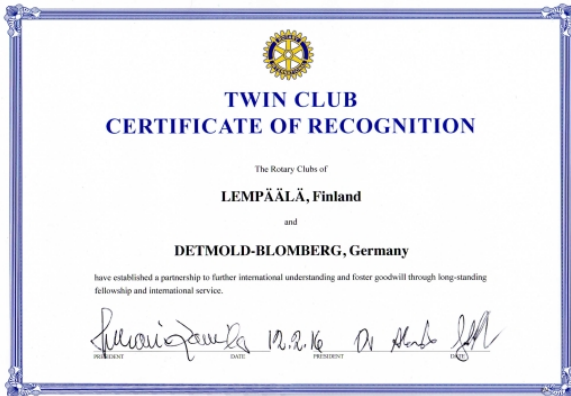 TWIN CLUB
CERTIFICATE OF RECOGNITION
The Rotary Clubs of
LEMPÄÄLÄ, Finland
and
DETMOLD-BLOMBERG, Germany
have established a partnership to further international understanding and foster goodwill through long-standing
fellowship and international service.
12.2.16 Dr
PRESIDENT DATE PRESIDENT DATE